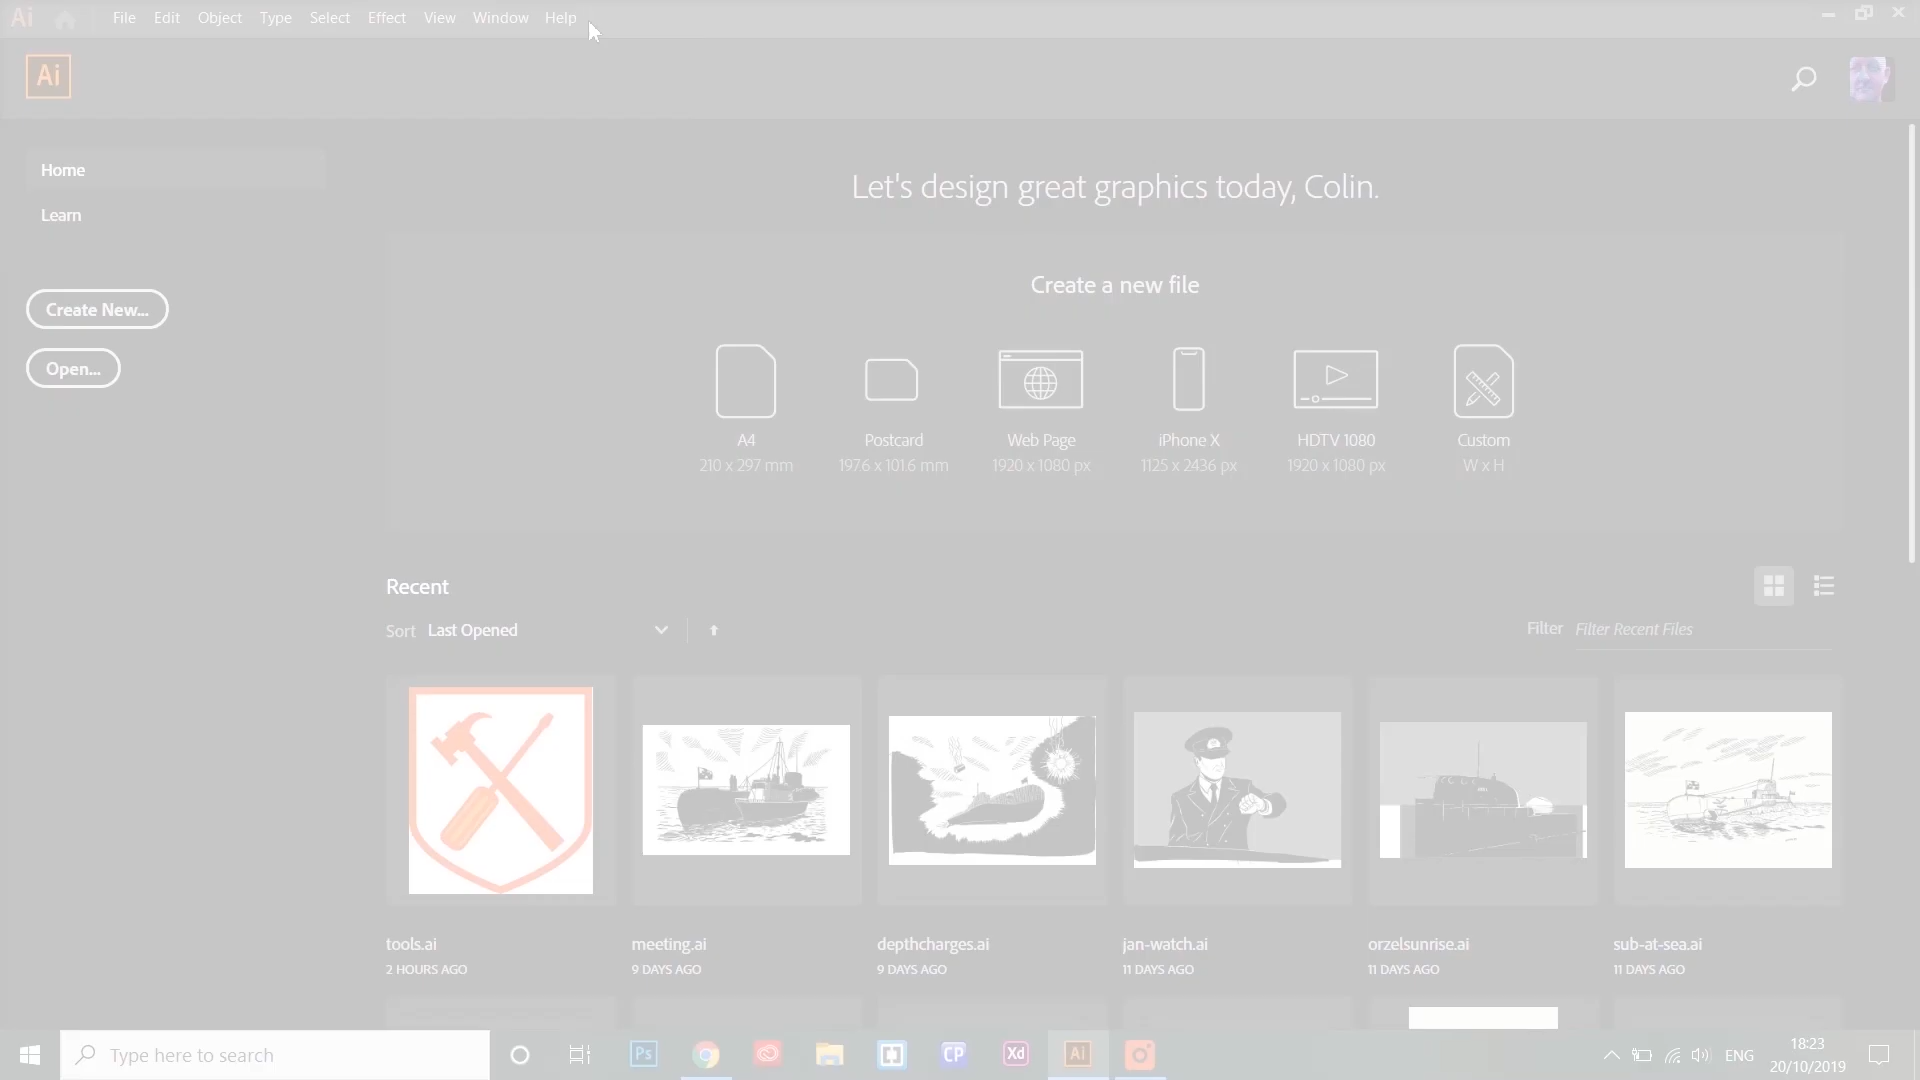 Ai File Edit Object Type Select Effect View Window Help
Ai
Home
Learn
Create New...
Open...
Let's design great graphics today, Colin.
Create a new file
A4 Postcard Web Page iPhone X HDTV 1080 Custom
210 x 297 mm 197.6 x 101.6 mm 1920 x 1080 px 1125 x 2436 px 1920 x 1080 px W x H
Recent
Sort Last Opened Filter Filter Recent Files
tools.ai meeting.ai depthcharges.ai jan-watch.ai orzelsunrise.ai sub-at-sea.ai
2 HOURS AGO 9 DAYS AGO 9 DAYS AGO 11 DAYS AGO 11 DAYS AGO 11 DAYS AGO
Type here to search Ps CP Xd Ai ENG 18:23
20/10/2019